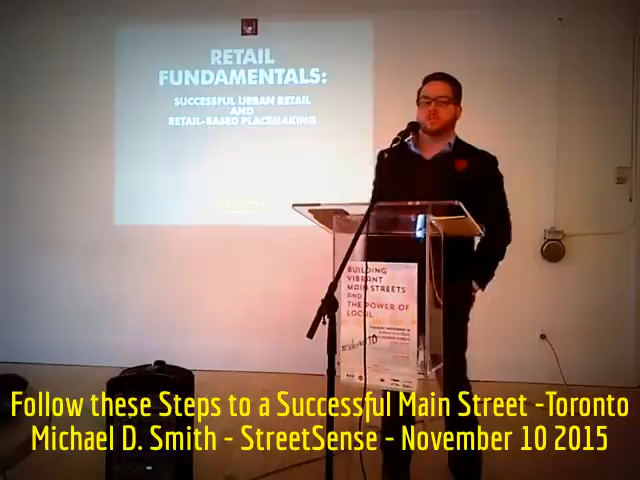 RETAIL
FUNDAMENTALS:
SUCCESSFUL URBAN RETAIL
AND
RETAIL-BASED PLACEMAKING
BUILDING
VIBRANT
MAIN STREETS
AND
THE POWER OF
LOCAL
Follow these Steps to a Successful Main Street -Toronto
Michael D. Smith - StreetSense - November 10 2015